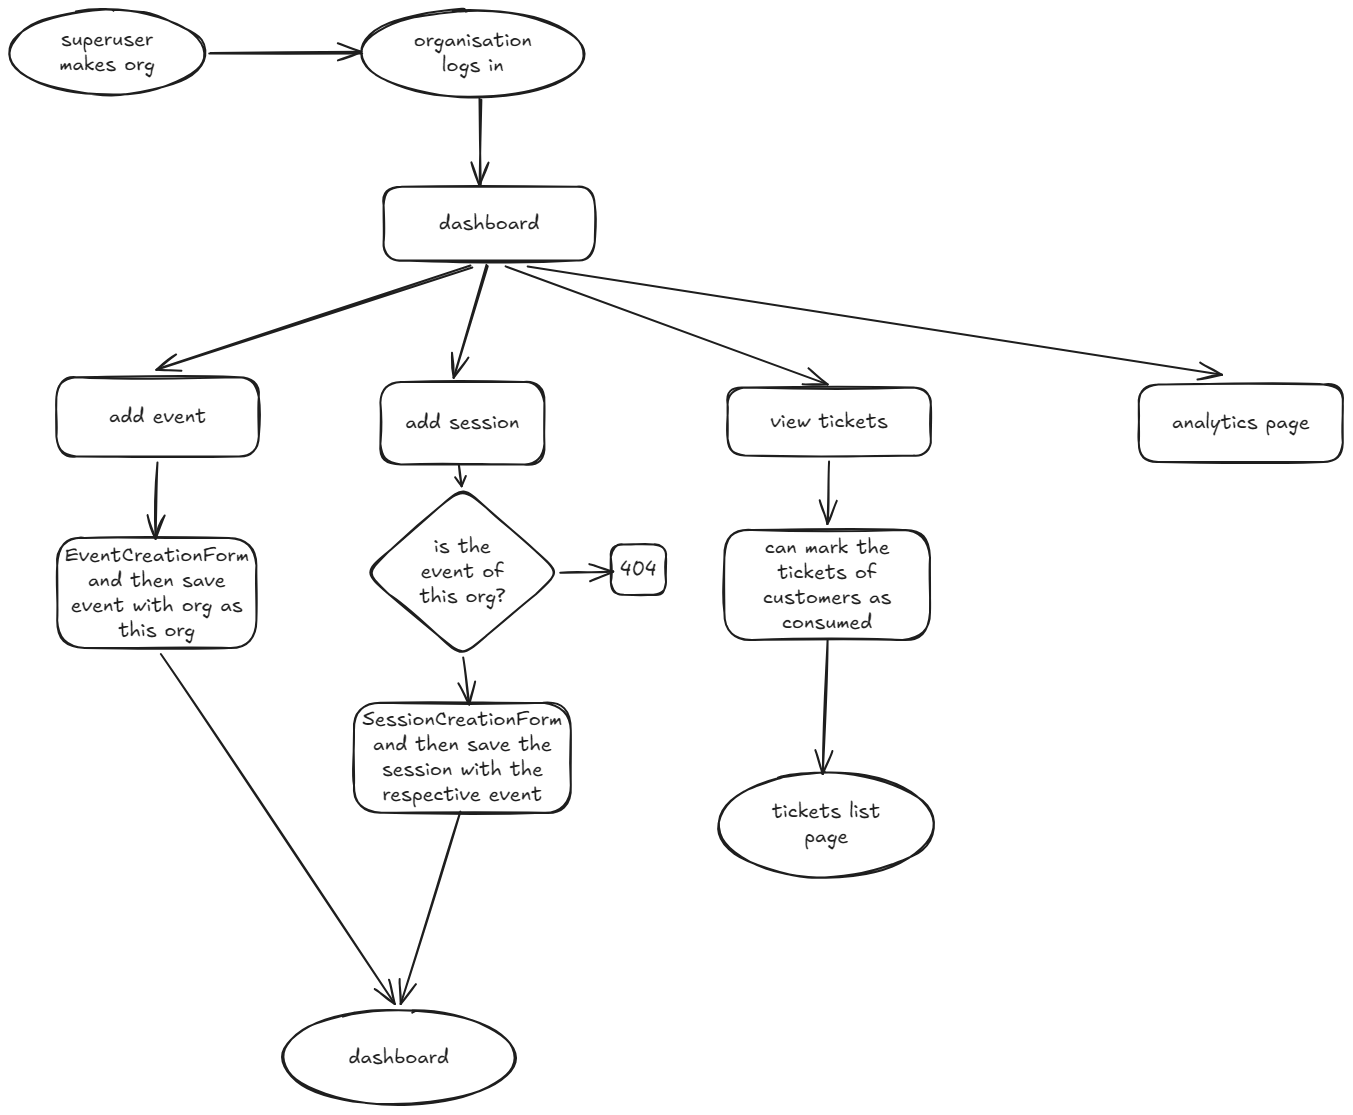 superuser
makes org
organisation
logs in
dashboard
add event
add session
view tickets
analytics page
EventCreationForm
and then save
event with org as
this org
is the
event of
this org?
404
can mark the
tickets of
customers as
consumed
SessionCreationForm
and then save the
session with the
respective event
tickets list
page
dashboard